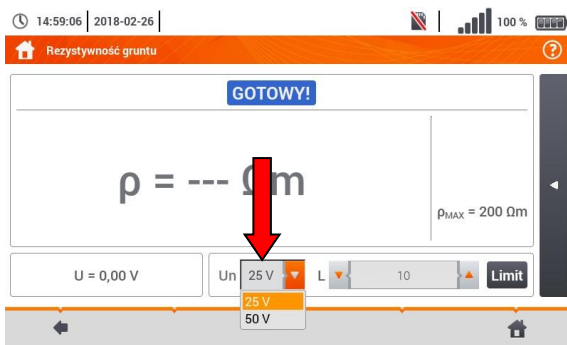 14:59:06 2018-02-26 100 %
Rezystywność gruntu ?
GOTOWY!
ρ = --- Ωm
ρMAX = 200 Ωm
U = 0,00 V Un 25 V L 10 Limit
25 V
50 V